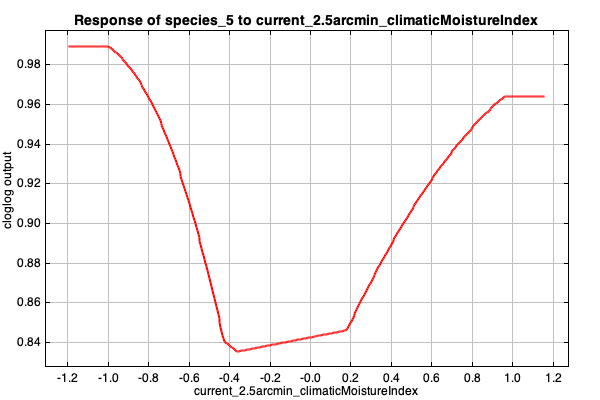 Response of species_5 to current_2.5arcmin_climaticMoistureIndex
cloglog output
0.98
0.96
0.94
0.92
0.90
0.88
0.86
0.84
-1.2 -1.0 -0.8 -0.6 -0.4 -0.2 -0.0 0.2 0.4 0.6 0.8 1.0 1.2
current_2.5arcmin_climaticMoistureIndex